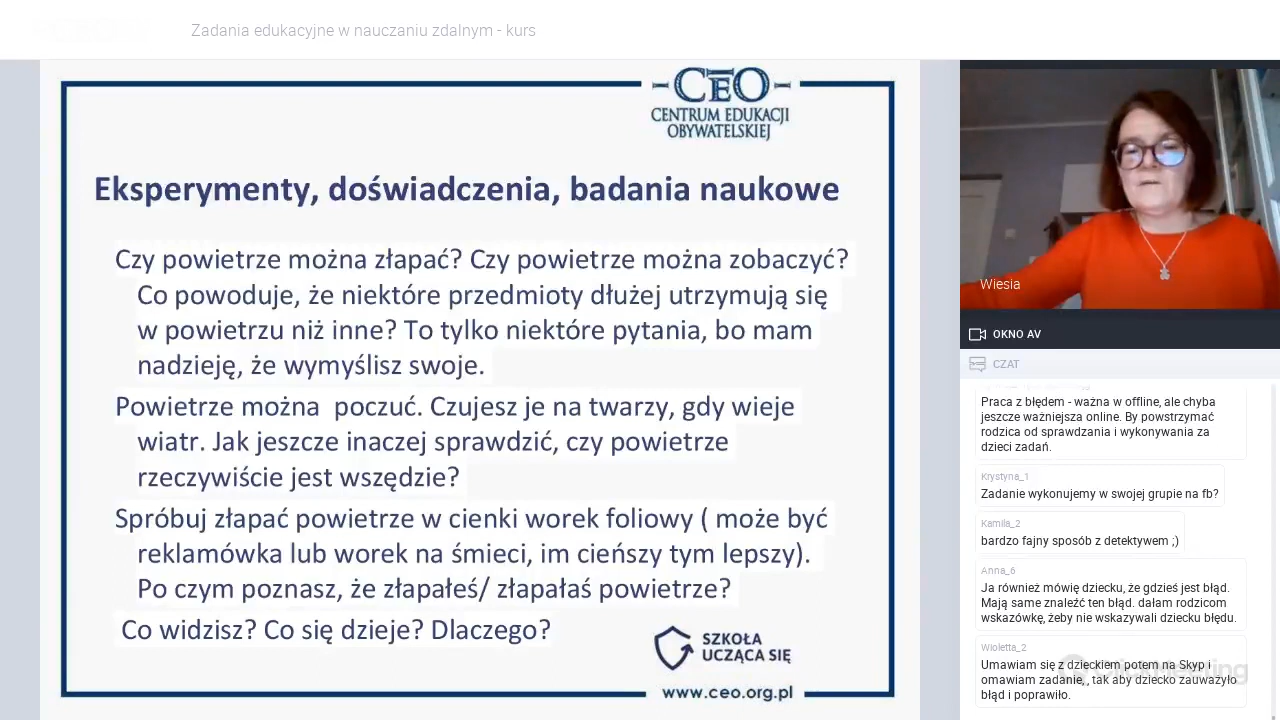 Zadania edukacyjne w nauczaniu zdalnym - kurs
CEO
CENTRUM EDUKACJI
OBYWATELSKIEJ
Eksperymenty, doświadczenia, badania naukowe
Czy powietrze można złapać? Czy powietrze można zobaczyć?
Co powoduje, że niektóre przedmioty dłużej utrzymują się
w powietrzu niż inne? To tylko niektóre pytania, bo mam
nadzieję, że wymyślisz swoje.
Powietrze można  poczuć. Czujesz je na twarzy, gdy wieje
wiatr. Jak jeszcze inaczej sprawdzić, czy powietrze
rzeczywiście jest wszędzie?
Spróbuj złapać powietrze w cienki worek foliowy ( może być
reklamówka lub worek na śmieci, im cieńszy tym lepszy).
Po czym poznasz, że złapałeś/ złapałaś powietrze?
Co widzisz? Co się dzieje? Dlaczego?
SZKOŁA
UCZĄCA SIĘ
www.ceo.org.pl
Wiesia
OKNO AV
CZAT
Praca z błędem - ważna w offline, ale chyba
jeszcze ważniejsza online. By powstrzymać
rodzica od sprawdzania i wykonywania za
dzieci zadań.
Krystyna_1
Zadanie wykonujemy w swojej grupie na fb?
Kamila_2
bardzo fajny sposób z detektywem ;)
Anna_6
Ja również mówię dziecku, że gdzieś jest błąd.
Mają same znaleźć ten błąd. dałam rodzicom
wskazówkę, żeby nie wskazywali dziecku błędu.
Wioletta_2
Umawiam się z dzieckiem potem na Skyp i
omawiam zadanie,, tak aby dziecko zauważyło
błąd i poprawiło.